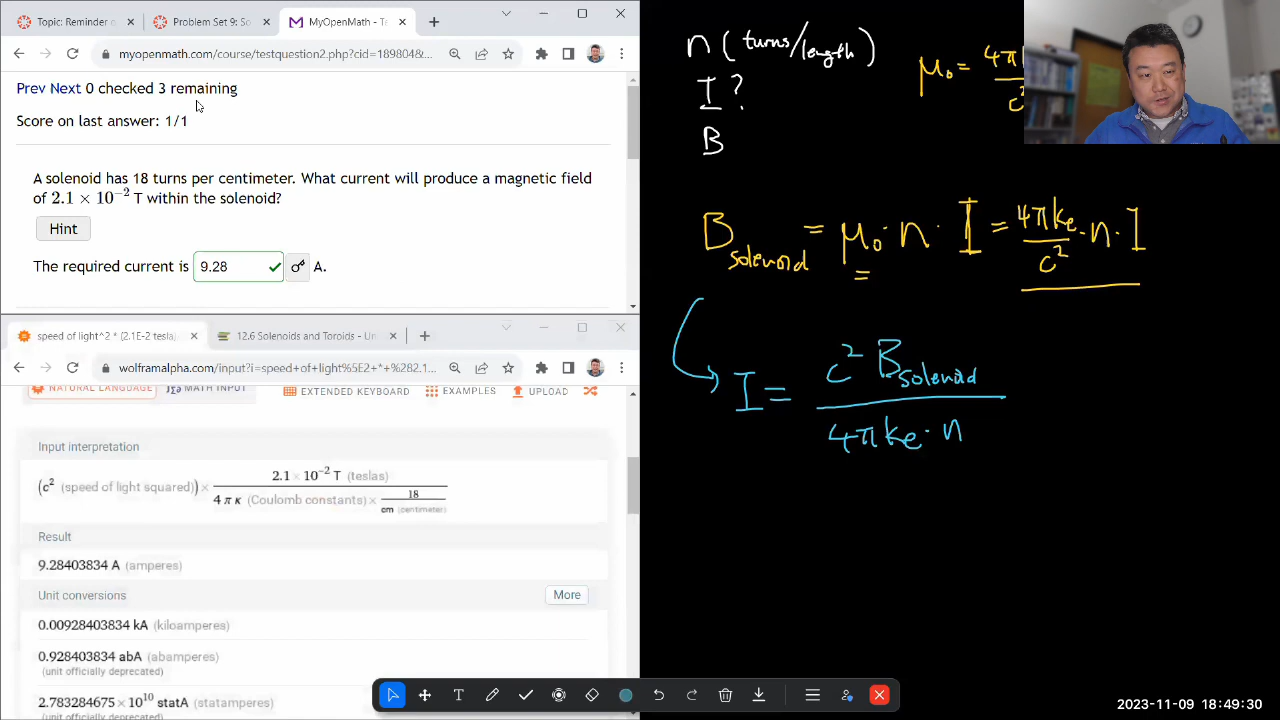 Topic: Reminder o
Problem Set 9: So
MyOpenMath - Te
myopenmath.com/course/testquestion2.php?cid=189804&...
Prev Next 0 checked 3 remaining
Score on last answer: 1/1
A solenoid has 18 turns per centimeter. What current will produce a magnetic field
of 2.1 × 10⁻² T within the solenoid?
Hint
The required current is 9.28 A.
speed of light^2 * (2.1E-2 tesla
12.6 Solenoids and Toroids - Un
wolframalpha.com/input?i=speed+of+light%5E2+*+%282.1...
NATURAL LANGUAGE
MATH INPUT
EXTENDED KEYBOARD
EXAMPLES
UPLOAD
Input interpretation
(c² (speed of light squared)) × 2.1 × 10⁻² T (teslas) / 4 π κ (Coulomb constants) × 18 / cm (centimeter)
Result
9.28403834 A (amperes)
Unit conversions
More
0.00928403834 kA (kiloamperes)
0.928403834 abA (abamperes)
(unit officially deprecated)
2.783284675×10¹⁰ statA (statamperes)
n (turns/length)
I ?
B
μ₀ = 4π
c²
B solenoid = μ₀ · n · I = 4πkₑ / c² · n · I
I = c² B solenoid / 4πkₑ · n
2023-11-09 18:49:30